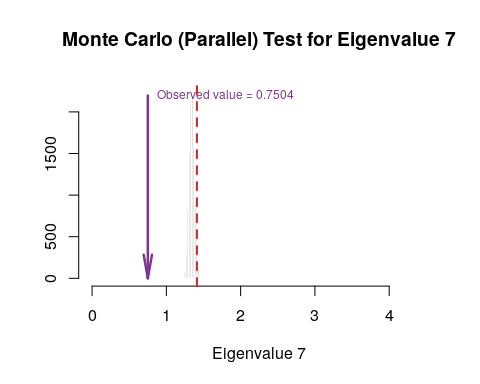 Monte Carlo (Parallel) Test for Eigenvalue 7
Observed value = 0.7504
1500
500
0
0 1 2 3 4
Eigenvalue 7